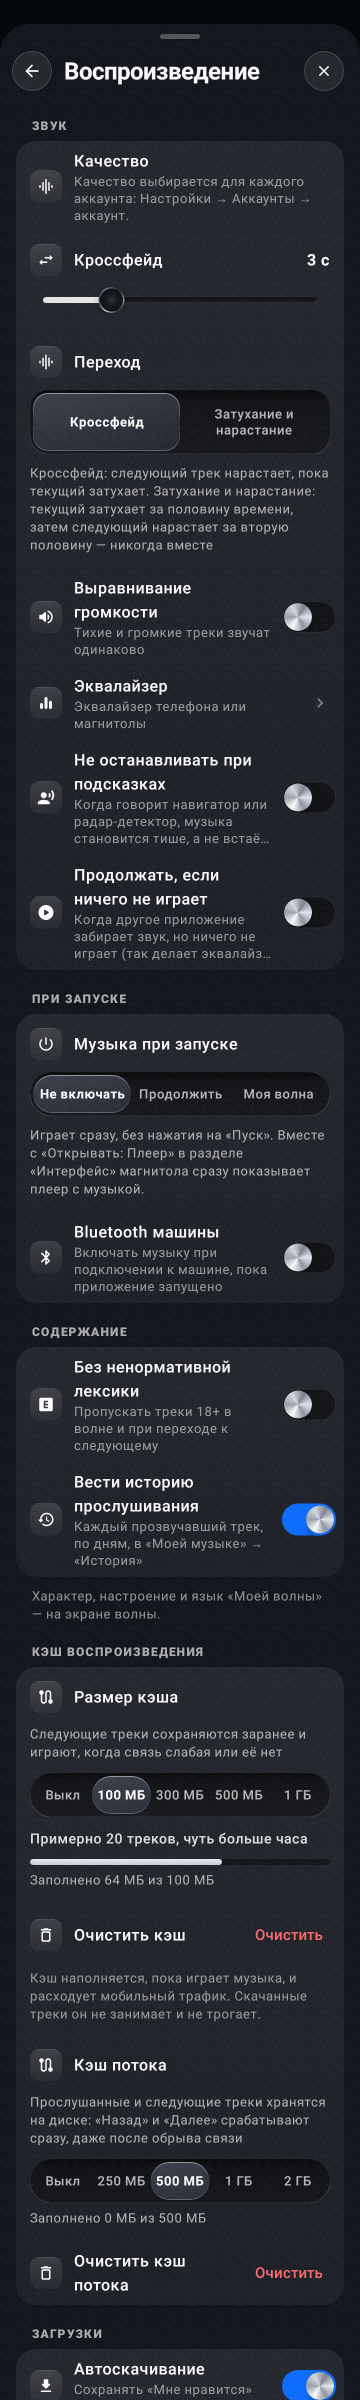 Воспроизведение
ЗВУК
Качество
Качество выбирается для каждого
аккаунта: Настройки → Аккаунты →
аккаунт.
Кроссфейд
3 с
Переход
Кроссфейд
Затухание и
нарастание
Кроссфейд: следующий трек нарастает, пока
текущий затухает. Затухание и нарастание:
текущий затухает за половину времени,
затем следующий нарастает за вторую
половину — никогда вместе
Выравнивание
громкости
Тихие и громкие треки звучат
одинаково
Эквалайзер
Эквалайзер телефона или
магнитолы
Не останавливать при
подсказках
Когда говорит навигатор или
радар-детектор, музыка
становится тише, а не встаё…
Продолжать, если
ничего не играет
Когда другое приложение
забирает звук, но ничего не
играет (так делает эквалайз…
ПРИ ЗАПУСКЕ
Музыка при запуске
Не включать
Продолжить
Моя волна
Играет сразу, без нажатия на «Пуск». Вместе
с «Открывать: Плеер» в разделе
«Интерфейс» магнитола сразу показывает
плеер с музыкой.
Bluetooth машины
Включать музыку при
подключении к машине, пока
приложение запущено
СОДЕРЖАНИЕ
Без ненормативной
лексики
Пропускать треки 18+ в
волне и при переходе к
следующему
Вести историю
прослушивания
Каждый прозвучавший трек,
по дням, в «Моей музыке» →
«История»
Характер, настроение и язык «Моей волны»
— на экране волны.
КЭШ ВОСПРОИЗВЕДЕНИЯ
Размер кэша
Следующие треки сохраняются заранее и
играют, когда связь слабая или её нет
Выкл
100 МБ
300 МБ
500 МБ
1 ГБ
Примерно 20 треков, чуть больше часа
Заполнено 64 МБ из 100 МБ
Очистить кэш
Очистить
Кэш наполняется, пока играет музыка, и
расходует мобильный трафик. Скачанные
треки он не занимает и не трогает.
Кэш потока
Прослушанные и следующие треки хранятся
на диске: «Назад» и «Далее» срабатывают
сразу, даже после обрыва связи
Выкл
250 МБ
500 МБ
1 ГБ
2 ГБ
Заполнено 0 МБ из 500 МБ
Очистить кэш
потока
Очистить
ЗАГРУЗКИ
Автоскачивание
Сохранять «Мне нравится»